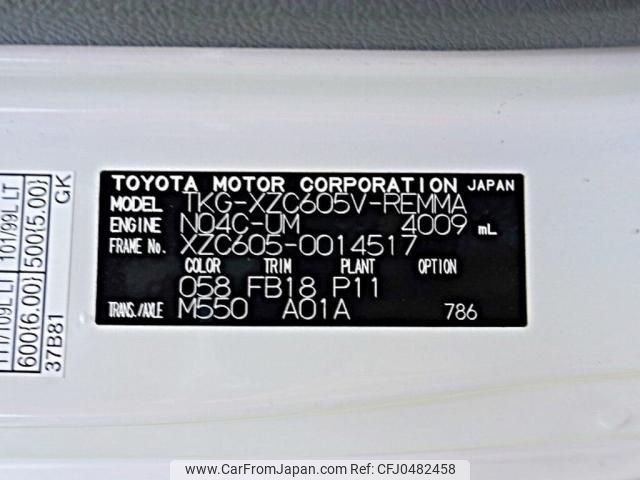 TOYOTA MOTOR CORPORATION JAPAN
MODEL TKG-XZC605V-REMMA
ENGINE N04C-UM 4009 mL
FRAME No. XZC605-0014517
COLOR TRIM PLANT OPTION
058 FB18 P11
TRANS./AXLE M550 A01A 786
101/99L LT
500{5.00}
GK
600{6.00}
37B81
www.CarFromJapan.com | Ref. No CFJ0482458